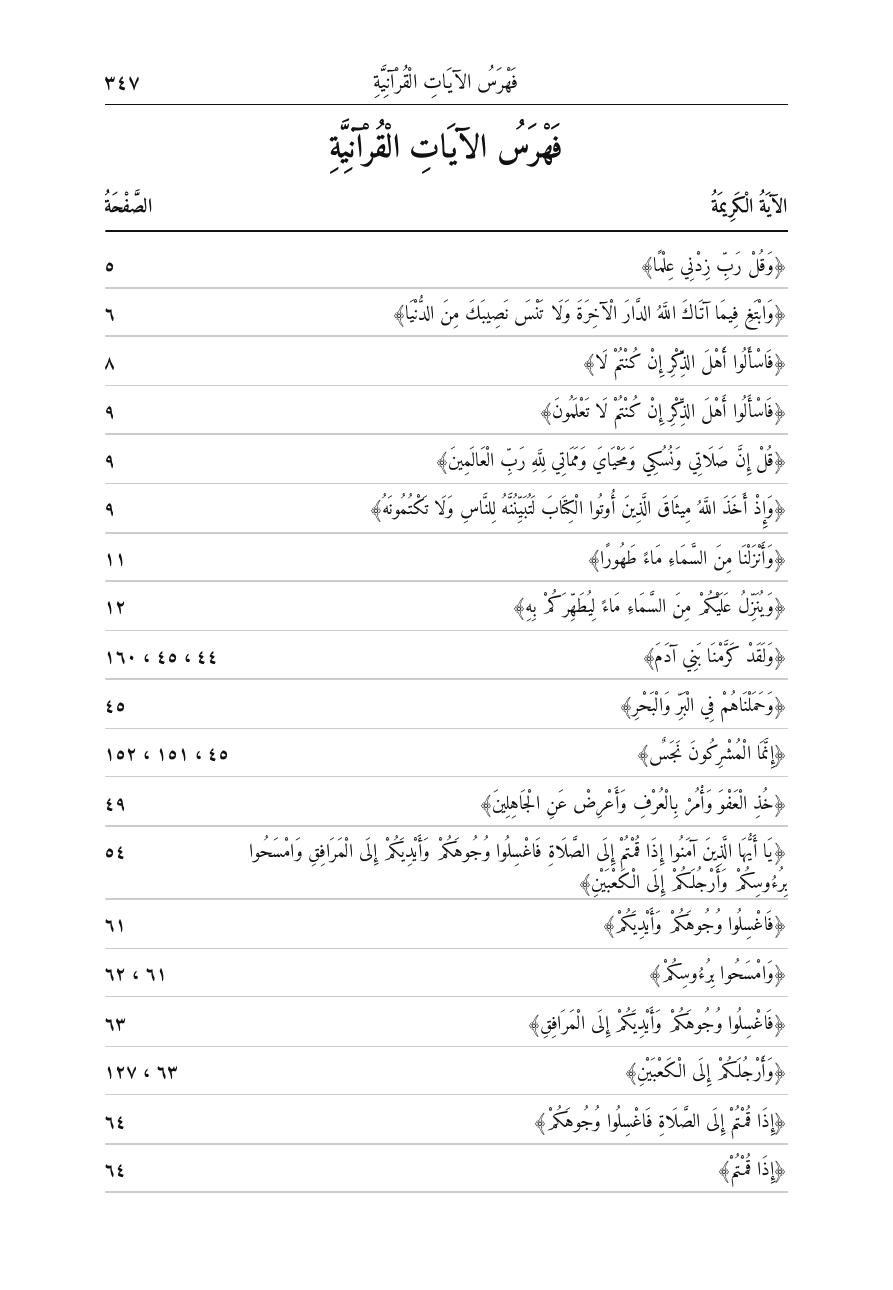 فَهْرَسُ الآيَاتِ الْقُرْآنِيَّةِ ٣٤٧
فَهْرَسُ الآيَاتِ الْقُرْآنِيَّةِ
الآيَةُ الْكَرِيمَةُ الصَّفْحَةُ
﴿وَقُلْ رَبِّ زِدْنِي عِلْمًا﴾ ٥
﴿وَابْتَغِ فِيمَا آتَاكَ اللَّهُ الدَّارَ الْآخِرَةَ وَلَا تَنْسَ نَصِيبَكَ مِنَ الدُّنْيَا﴾ ٦
﴿فَاسْأَلُوا أَهْلَ الذِّكْرِ إِنْ كُنْتُمْ لَا﴾ ٨
﴿فَاسْأَلُوا أَهْلَ الذِّكْرِ إِنْ كُنْتُمْ لَا تَعْلَمُونَ﴾ ٩
﴿قُلْ إِنَّ صَلَاتِي وَنُسُكِي وَمَحْيَايَ وَمَمَاتِي لِلَّهِ رَبِّ الْعَالَمِينَ﴾ ٩
﴿وَإِذْ أَخَذَ اللَّهُ مِيثَاقَ الَّذِينَ أُوتُوا الْكِتَابَ لَتُبَيِّنُنَّهُ لِلنَّاسِ وَلَا تَكْتُمُونَهُ﴾ ٩
﴿وَأَنْزَلْنَا مِنَ السَّمَاءِ مَاءً طَهُورًا﴾ ١١
﴿وَيُنَزِّلُ عَلَيْكُمْ مِنَ السَّمَاءِ مَاءً لِيُطَهِّرَكُمْ بِهِ﴾ ١٢
﴿وَلَقَدْ كَرَّمْنَا بَنِي آدَمَ﴾ ٤٤ ، ٤٥ ، ١٦٠
﴿وَحَمَلْنَاهُمْ فِي الْبَرِّ وَالْبَحْرِ﴾ ٤٥
﴿إِنَّمَا الْمُشْرِكُونَ نَجَسٌ﴾ ٤٥ ، ١٥١ ، ١٥٢
﴿خُذِ الْعَفْوَ وَأْمُرْ بِالْعُرْفِ وَأَعْرِضْ عَنِ الْجَاهِلِينَ﴾ ٤٩
﴿يَا أَيُّهَا الَّذِينَ آمَنُوا إِذَا قُمْتُمْ إِلَى الصَّلَاةِ فَاغْسِلُوا وُجُوهَكُمْ وَأَيْدِيَكُمْ إِلَى الْمَرَافِقِ وَامْسَحُوا ٥٤
بِرُءُوسِكُمْ وَأَرْجُلَكُمْ إِلَى الْكَعْبَيْنِ﴾
﴿فَاغْسِلُوا وُجُوهَكُمْ وَأَيْدِيَكُمْ﴾ ٦١
﴿وَامْسَحُوا بِرُءُوسِكُمْ﴾ ٦١ ، ٦٢
﴿فَاغْسِلُوا وُجُوهَكُمْ وَأَيْدِيَكُمْ إِلَى الْمَرَافِقِ﴾ ٦٣
﴿وَأَرْجُلَكُمْ إِلَى الْكَعْبَيْنِ﴾ ٦٣ ، ١٢٧
﴿إِذَا قُمْتُمْ إِلَى الصَّلَاةِ فَاغْسِلُوا وُجُوهَكُمْ﴾ ٦٤
﴿إِذَا قُمْتُمْ﴾ ٦٤